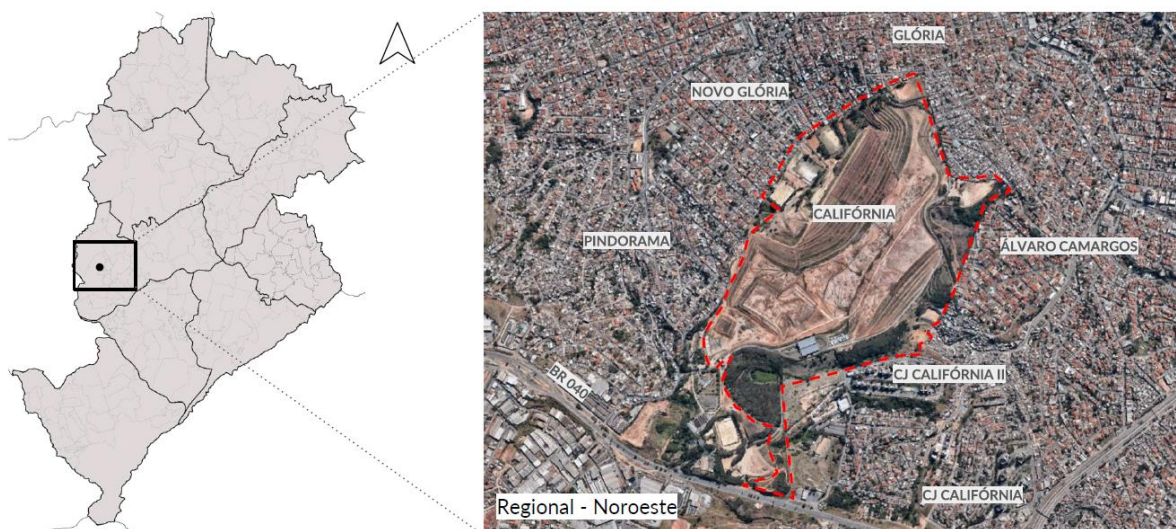 GLÓRIA
NOVO GLÓRIA
CALIFÓRNIA
PINDORAMA
ÁLVARO CAMARGOS
BR 040
CJ CALIFÓRNIA II
CJ CALIFÓRNIA
Regional - Noroeste